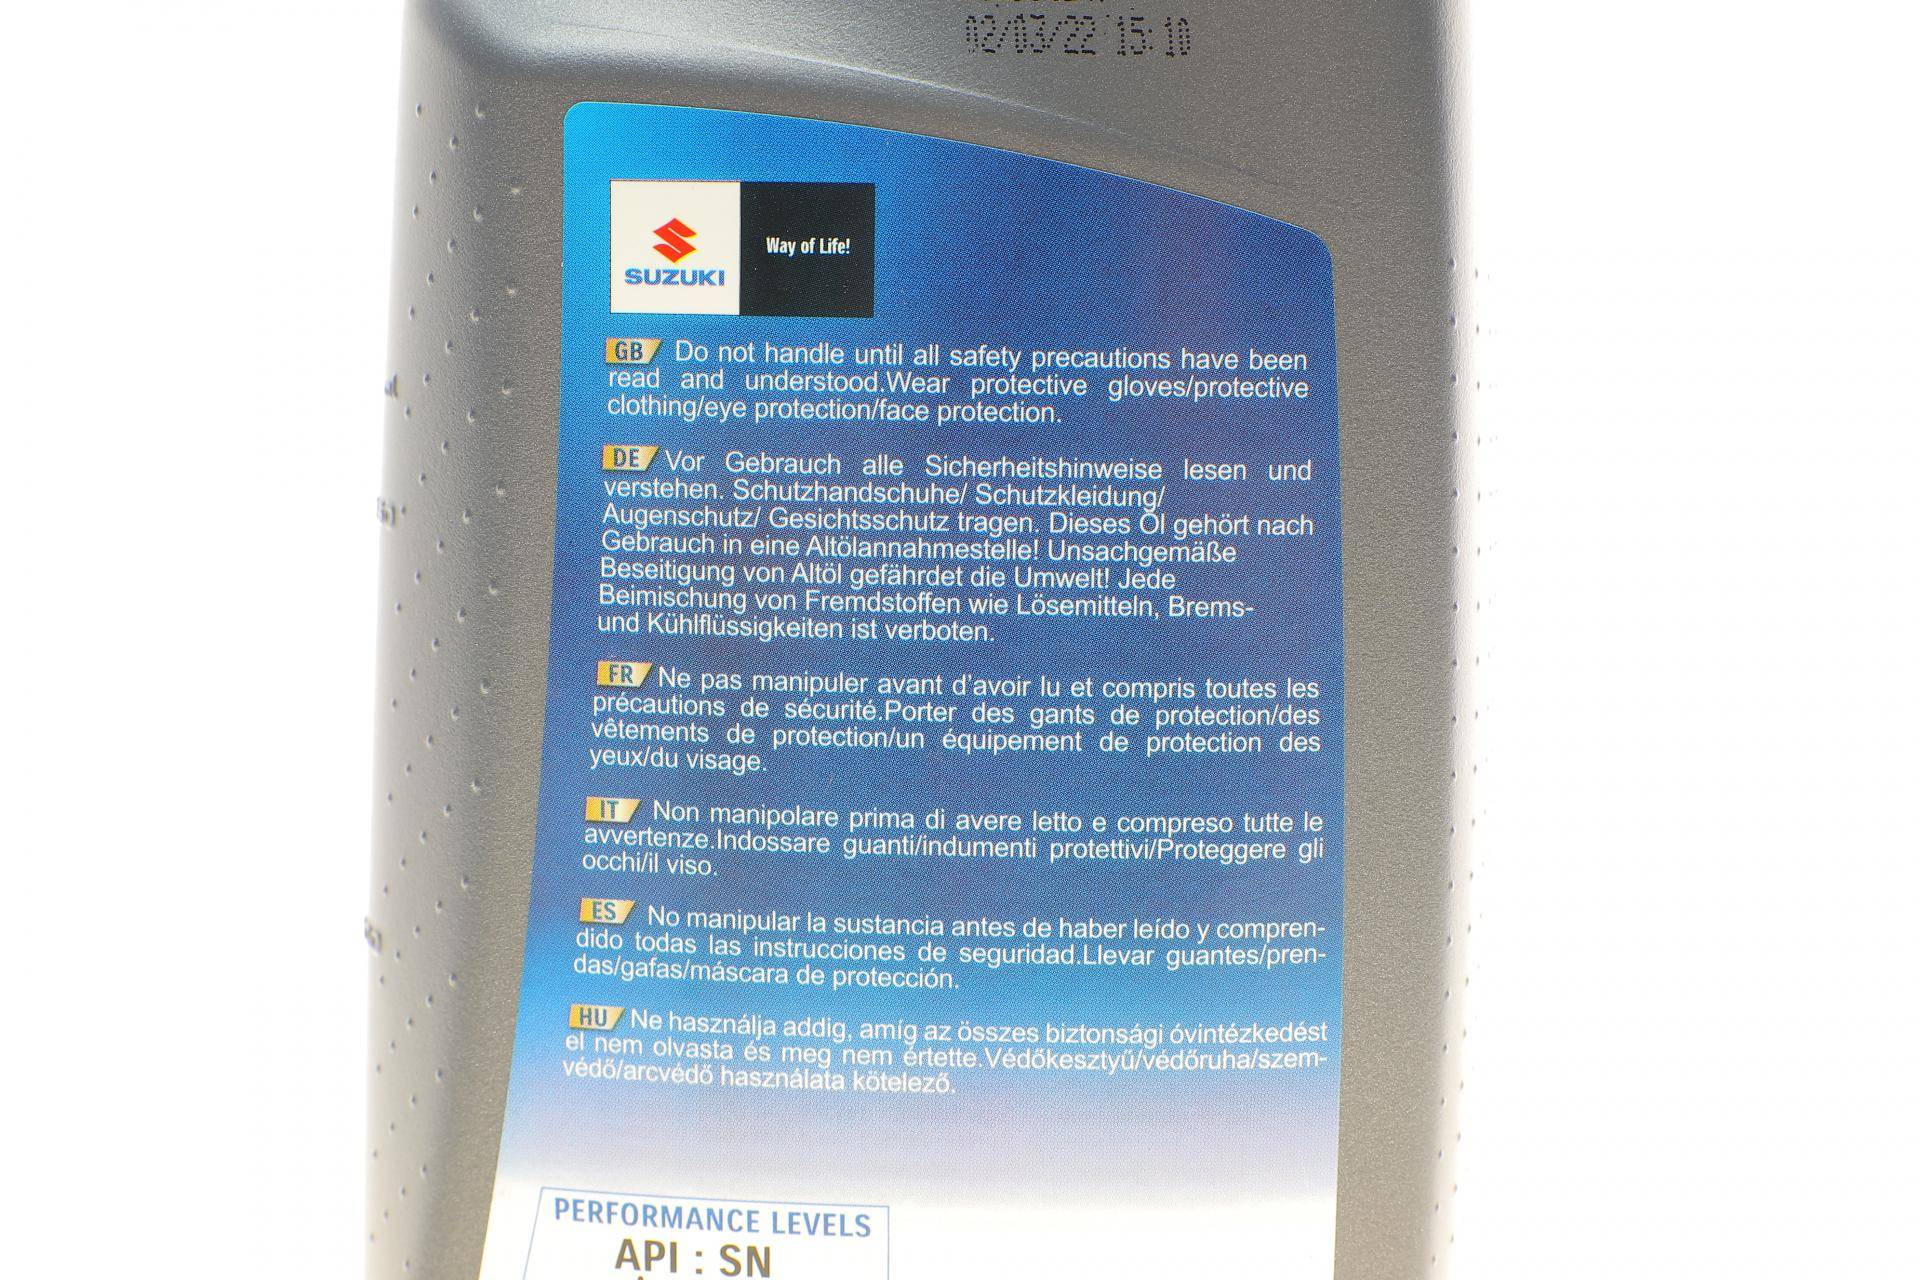 02/03/22 15:10
SUZUKI
Way of Life!
GB Do not handle until all safety precautions have been
read and understood.Wear protective gloves/protective
clothing/eye protection/face protection.
DE Vor Gebrauch alle Sicherheitshinweise lesen und
verstehen. Schutzhandschuhe/ Schutzkleidung/
Augenschutz/ Gesichtsschutz tragen. Dieses Öl gehört nach
Gebrauch in eine Altölannahmestelle! Unsachgemäße
Beseitigung von Altöl gefährdet die Umwelt! Jede
Beimischung von Fremdstoffen wie Lösemitteln, Brems-
und Kühlflüssigkeiten ist verboten.
FR Ne pas manipuler avant d'avoir lu et compris toutes les
précautions de sécurité.Porter des gants de protection/des
vêtements de protection/un équipement de protection des
yeux/du visage.
IT Non manipolare prima di avere letto e compreso tutte le
avvertenze.Indossare guanti/indumenti protettivi/Proteggere gli
occhi/il viso.
ES No manipular la sustancia antes de haber leído y compren-
dido todas las instrucciones de seguridad.Llevar guantes/pren-
das/gafas/máscara de protección.
HU Ne használja addig, amíg az összes biztonsági óvintézkedést
el nem olvasta és meg nem értette.Védőkesztyű/védőruha/szem-
védő/arcvédő használata kötelező.
PERFORMANCE LEVELS
API : SN